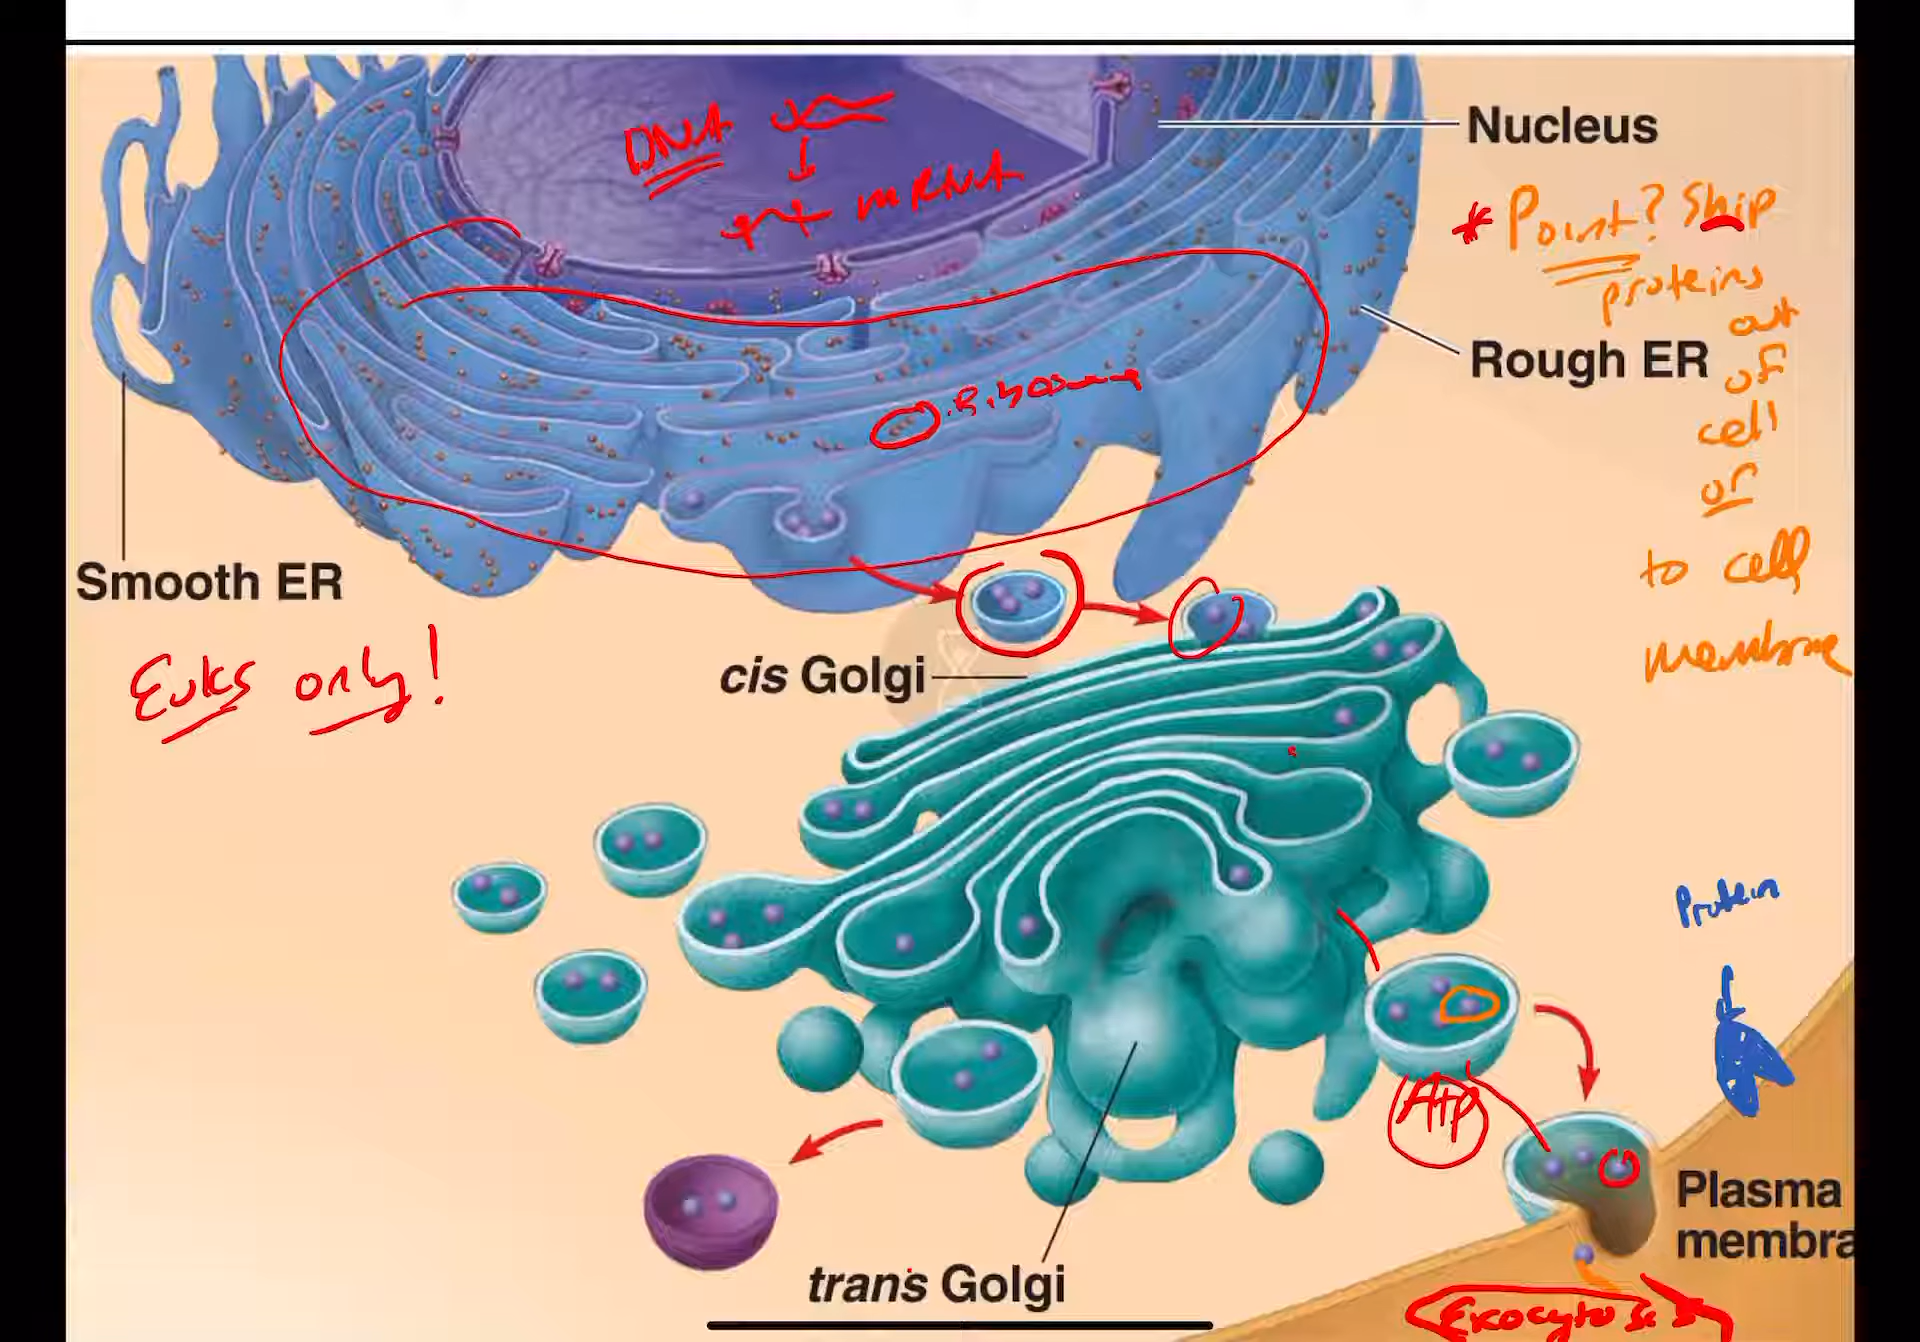 DNA
mRNA
Nucleus
* Point? Ship
proteins
out
of
cell
or
to cell
membrane
Rough ER
Ribosome
Smooth ER
Euks only!
cis Golgi
Protein
ATP
Plasma
membra
trans Golgi
Exocytosis